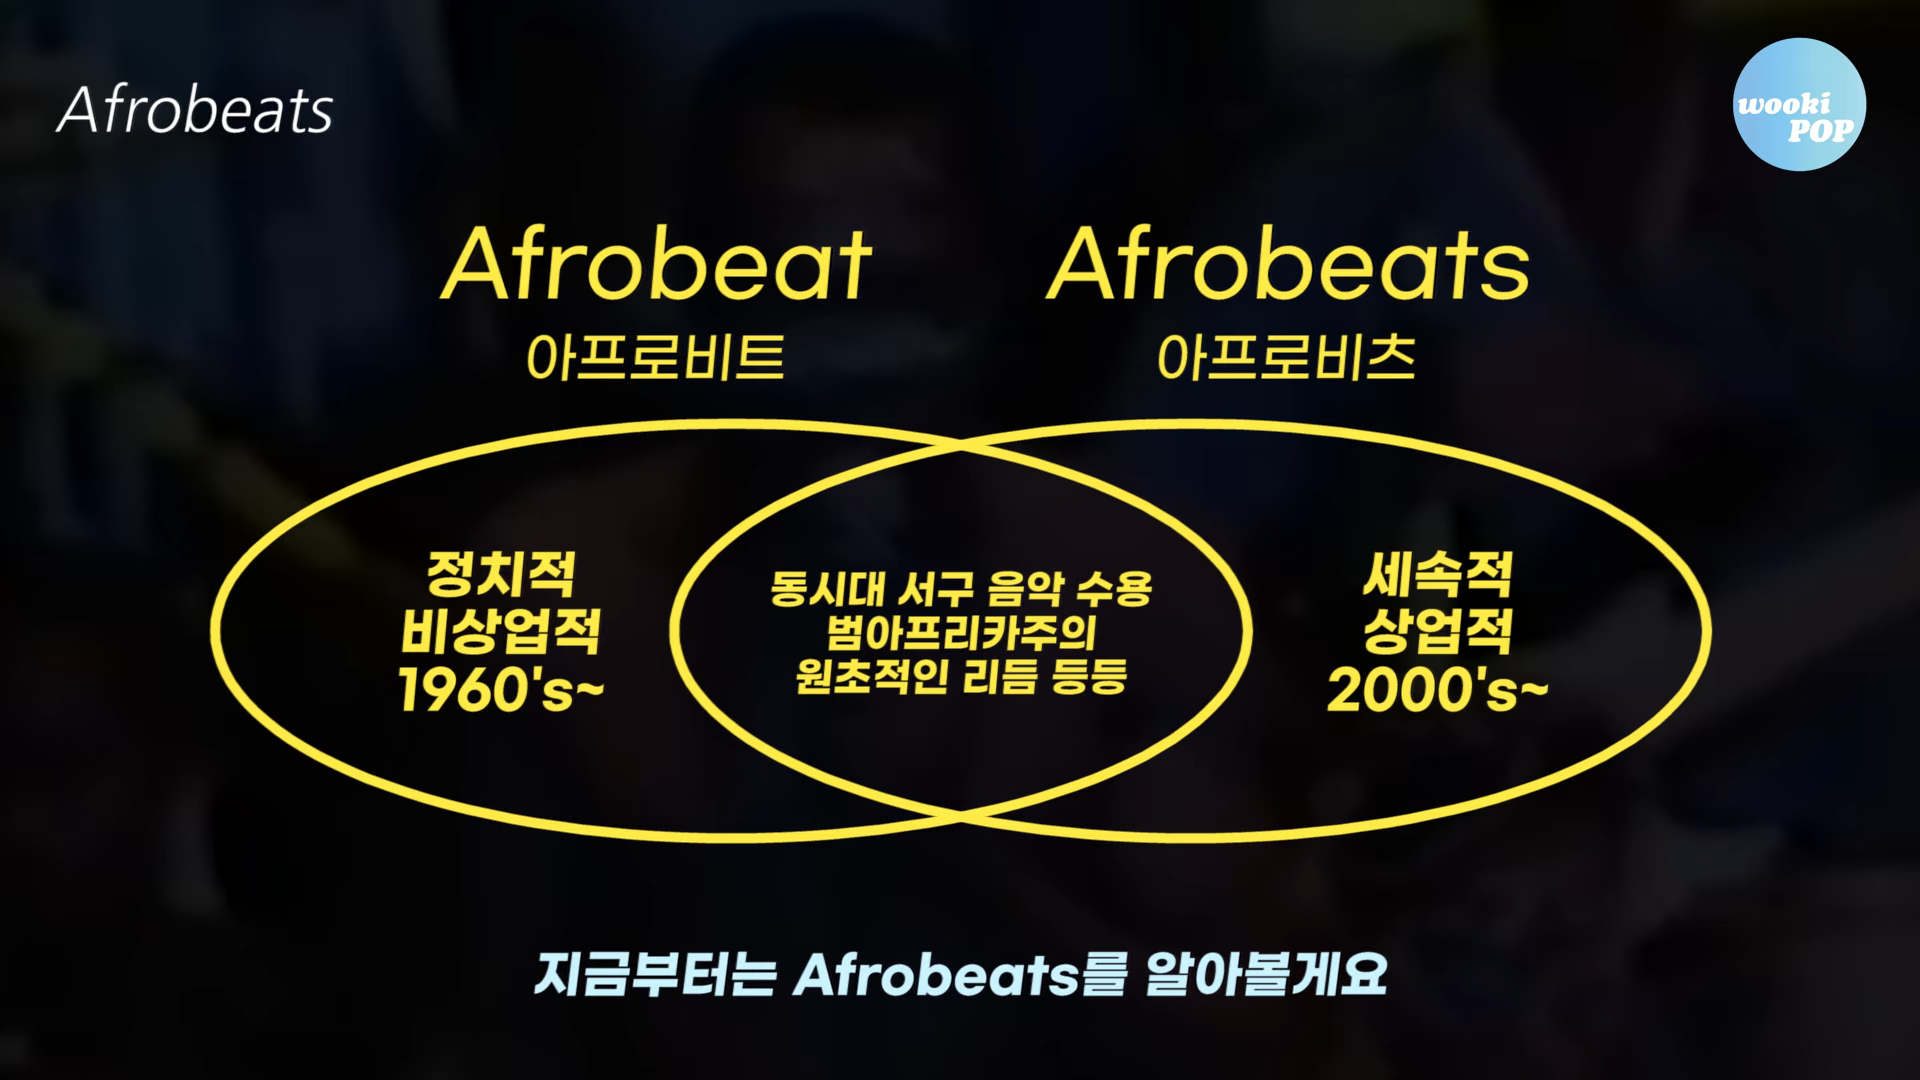 Afrobeats
wooki
POP
Afrobeat
Afrobeats
아프로비트
아프로비츠
정치적
비상업적
1960's~
동시대 서구 음악 수용
범아프리카주의
원초적인 리듬 등등
세속적
상업적
2000's~
지금부터는 Afrobeats를 알아볼게요